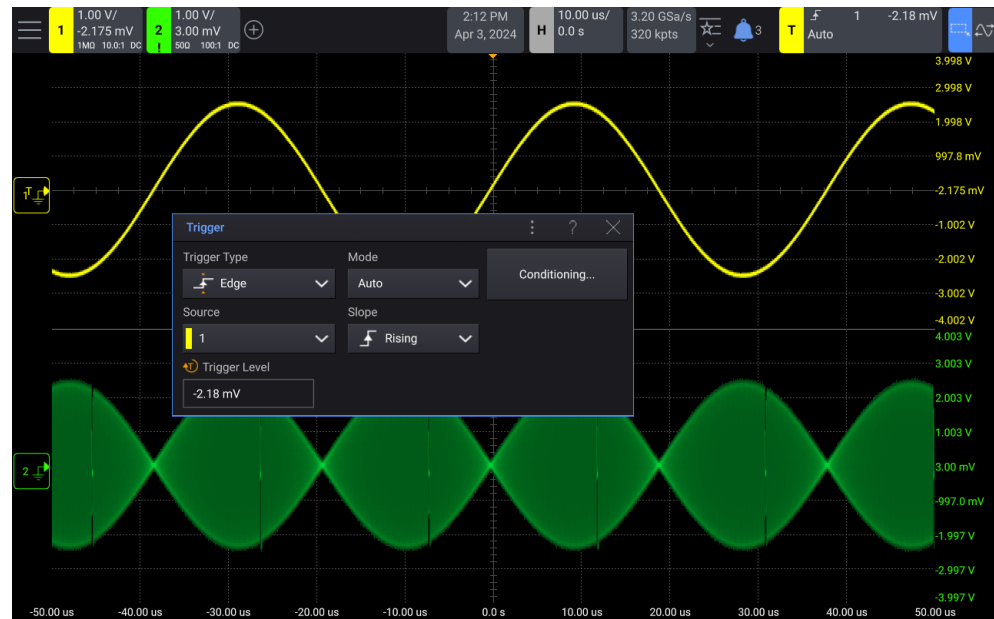 1 1.00 V/ -2.175 mV 1MΩ 10.0:1 DC
2 1.00 V/ 3.00 mV 50Ω 100:1 DC
!
2:12 PM
Apr 3, 2024
H 10.00 us/ 0.0 s
3.20 GSa/s
320 kpts
3
T 1 -2.18 mV
Auto
3.998 V
2.998 V
1.998 V
997.8 mV
1T
-2.175 mV
-1.002 V
-2.002 V
-3.002 V
-4.002 V
Trigger
?
Trigger Type
Mode
Edge
Auto
Conditioning...
Source
Slope
1
Rising
T Trigger Level
-2.18 mV
4.003 V
3.003 V
2.003 V
1.003 V
2
3.00 mV
-997.0 mV
-1.997 V
-2.997 V
-3.997 V
-50.00 us -40.00 us -30.00 us -20.00 us -10.00 us 0.0 s 10.00 us 20.00 us 30.00 us 40.00 us 50.00 us